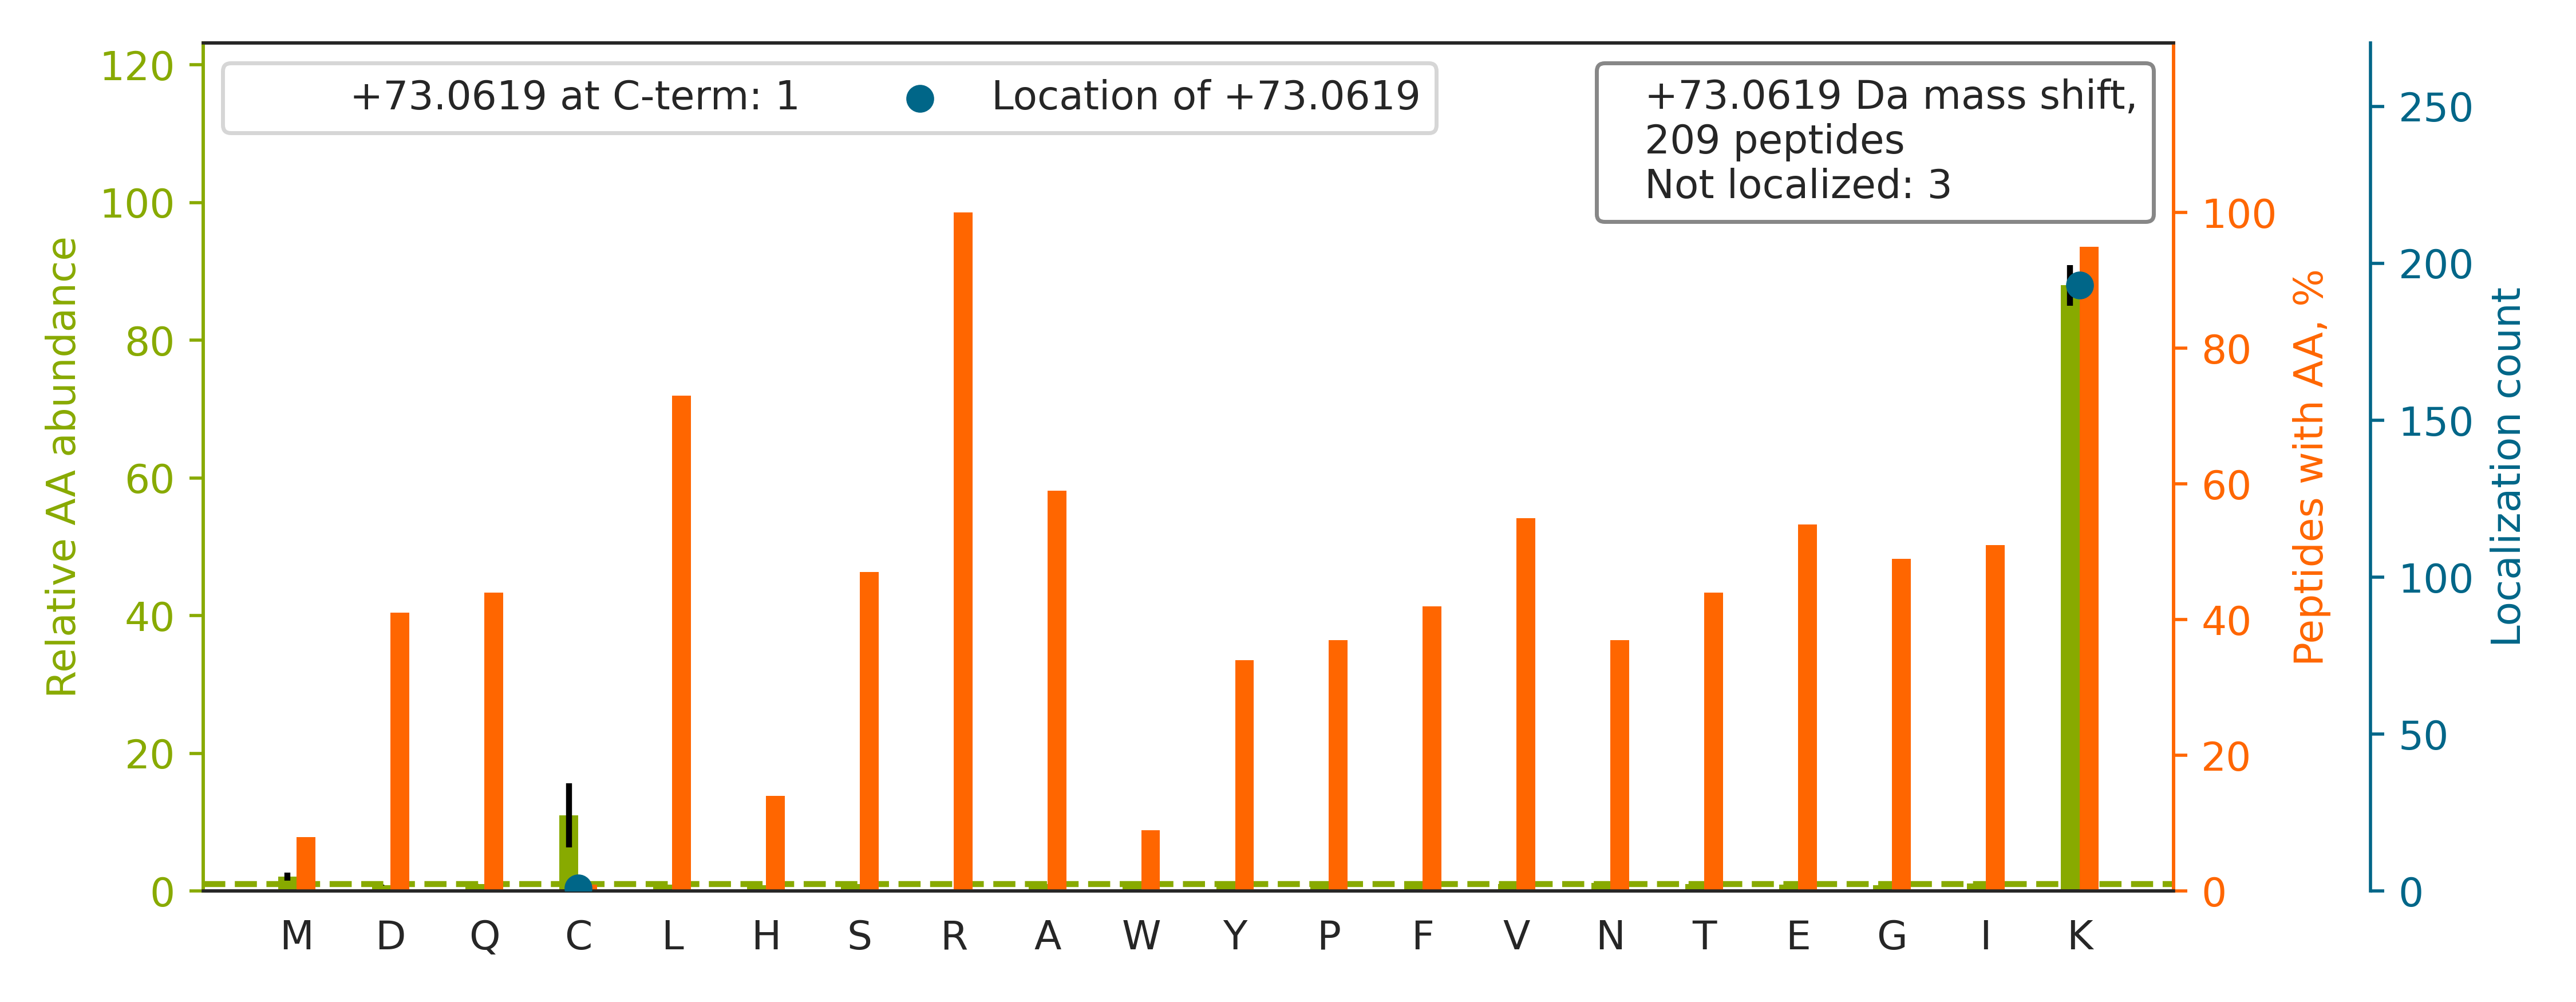 +73.0619 at C-term: 1
Location of +73.0619
+73.0619 Da mass shift,
209 peptides
Not localized: 3
Relative AA abundance
120
100
80
60
40
20
0
Peptides with AA, %
100
80
60
40
20
0
Localization count
250
200
150
100
50
0
M D Q C L H S R A W Y P F V N T E G I K